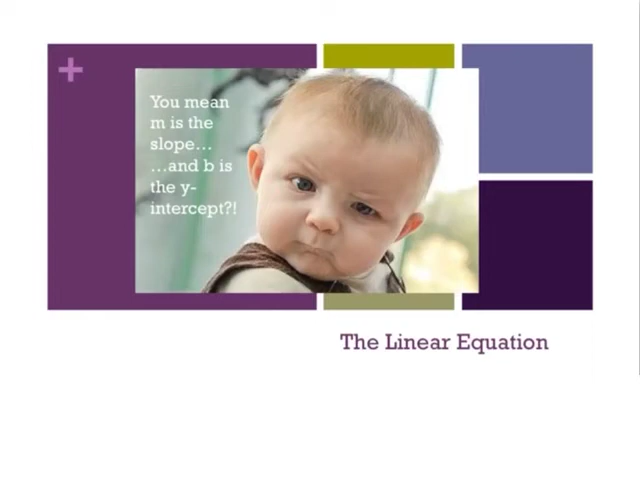 +
You mean
m is the
slope…
…and b is
the y-
intercept?!
The Linear Equation